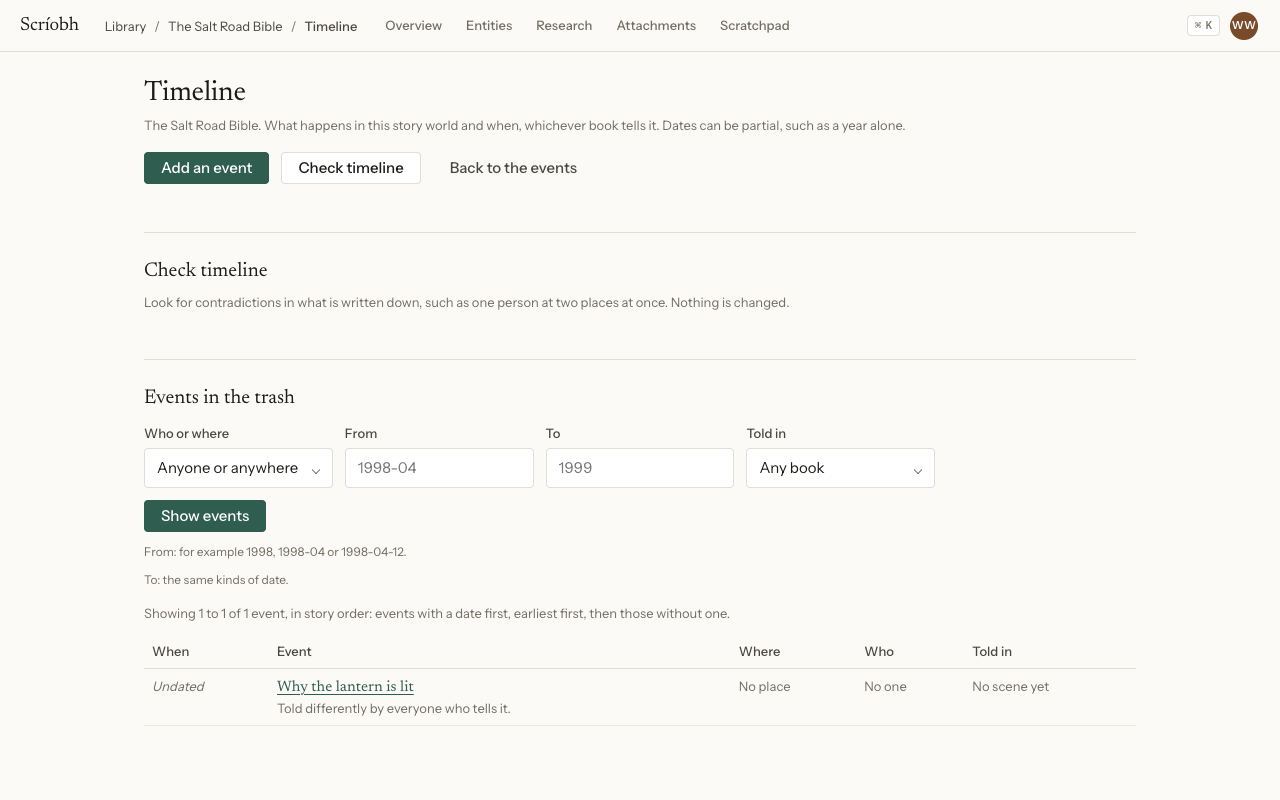 Scríobh
Library / The Salt Road Bible / Timeline
Overview
Entities
Research
Attachments
Scratchpad
⌘ K
WW
Timeline
The Salt Road Bible. What happens in this story world and when, whichever book tells it. Dates can be partial, such as a year alone.
Add an event
Check timeline
Back to the events
Check timeline
Look for contradictions in what is written down, such as one person at two places at once. Nothing is changed.
Events in the trash
Who or where
From
To
Told in
Anyone or anywhere
1998-04
1999
Any book
Show events
From: for example 1998, 1998-04 or 1998-04-12.
To: the same kinds of date.
Showing 1 to 1 of 1 event, in story order: events with a date first, earliest first, then those without one.
When
Event
Where
Who
Told in
Undated
Why the lantern is lit
No place
No one
No scene yet
Told differently by everyone who tells it.